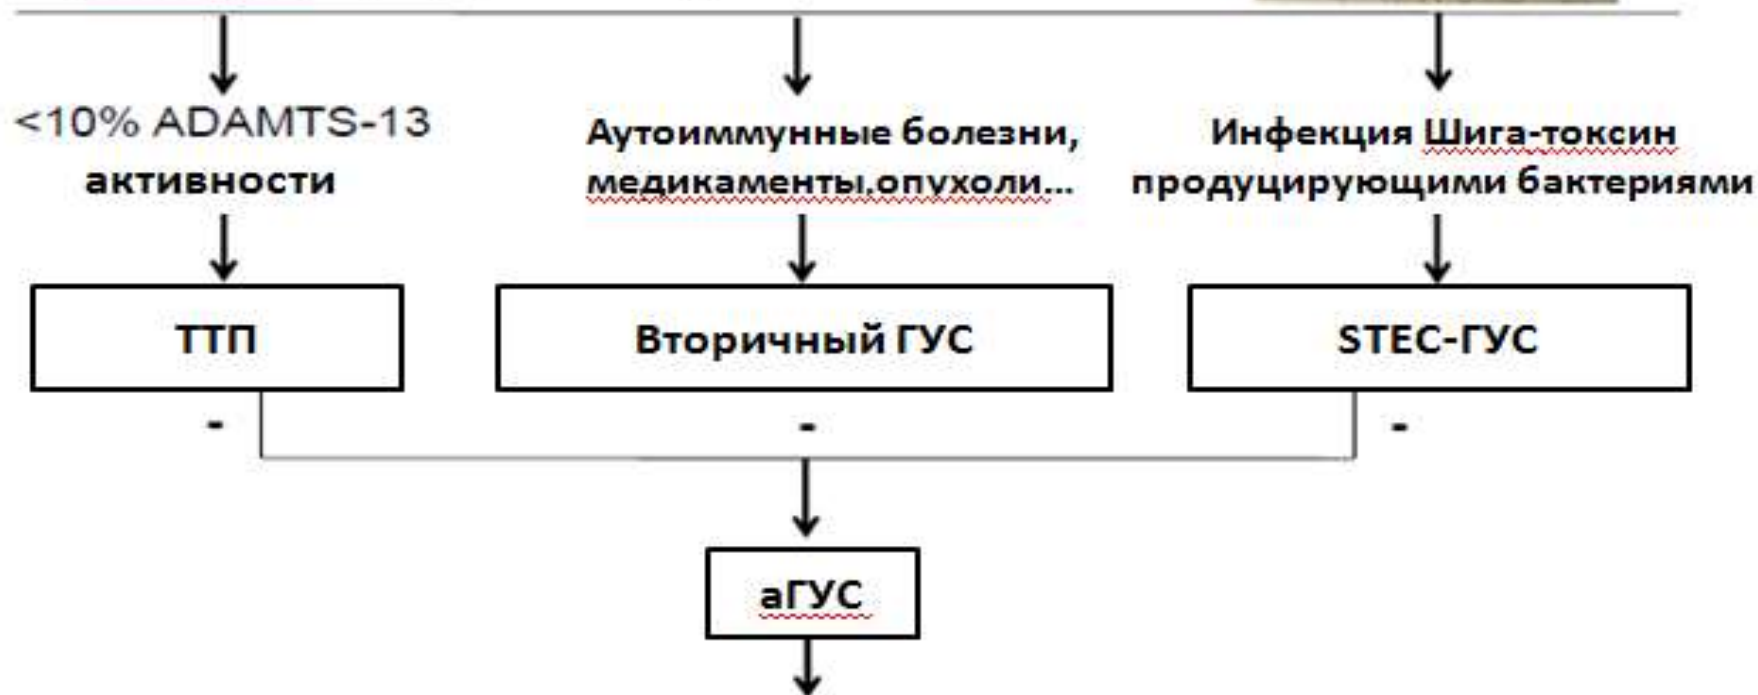 <10% ADAMTS-13
активности
Аутоиммунные болезни,
медикаменты,опухоли...
Инфекция Шига-токсин
продуцирующими бактериями
ТТП
Вторичный ГУС
STEC-ГУС
-
-
-
аГУС